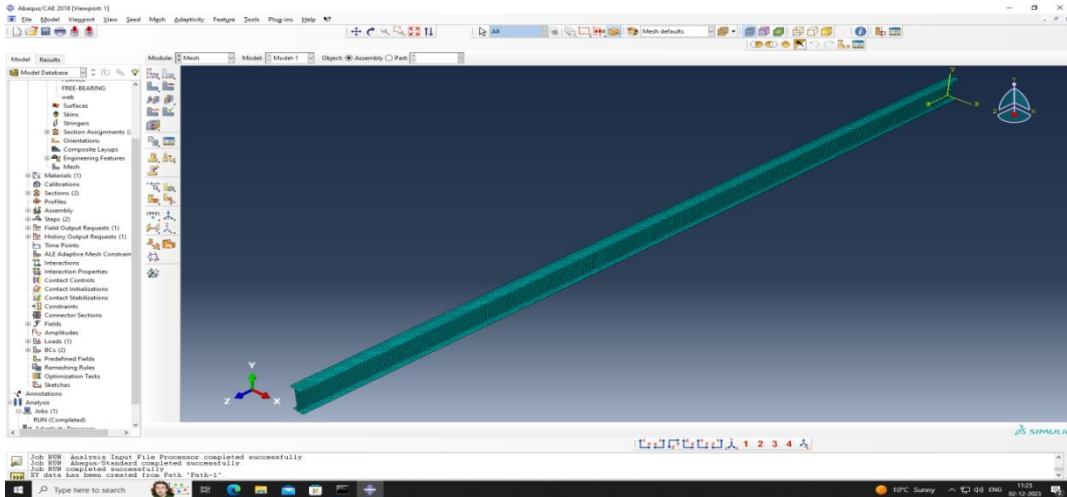 Abaqus/CAE 2018 [Viewport: 1]
File Model Viewport View Seed Mesh Adaptivity Feature Tools Plug-ins Help
All Mesh defaults
Model Results Module: Mesh Model: Model-1 Object: Assembly Part:
Model Database
FREE-BEARING
web
Surfaces
Skins
Stringers
Section Assignments (2
Orientations
Composite Layups
Engineering Features
Mesh
Materials (1)
Calibrations
Sections (2)
Profiles
Assembly
Steps (2)
Field Output Requests (1)
History Output Requests (1)
Time Points
ALE Adaptive Mesh Constrain
Interactions
Interaction Properties
Contact Controls
Contact Initializations
Contact Stabilizations
Constraints
Connector Sections
Fields
Amplitudes
Loads (1)
BCs (2)
Predefined Fields
Remeshing Rules
Optimization Tasks
Sketches
Annotations
Analysis
Jobs (1)
RUN (Completed)
Y
Z X
Y
X
Y
Z X
SIMULIA
1 2 3 4
Job RUN: Analysis Input File Processor completed successfully.
Job RUN: Abaqus/Standard completed successfully.
Job RUN completed successfully.
XY data has been created from Path "Path-1"
Type here to search
10°C Sunny ENG 11:23
02-12-2023